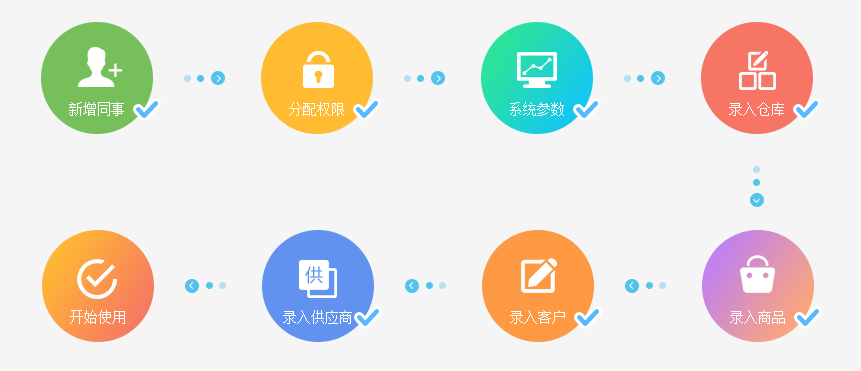 新增同事
分配权限
系统参数
录入仓库
开始使用
供
录入供应商
录入客户
录入商品